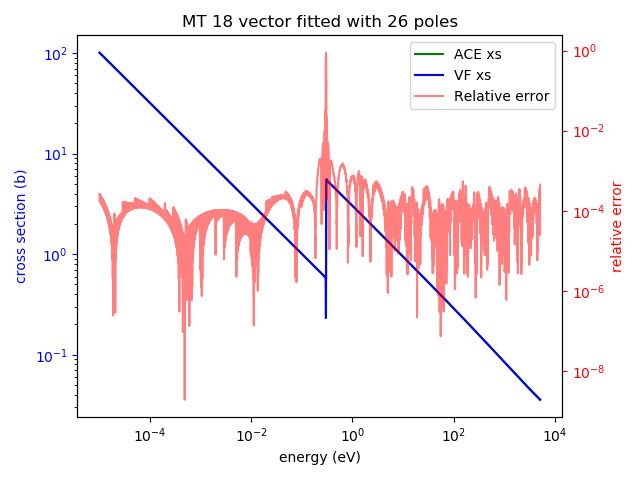 MT 18 vector fitted with 26 poles
ACE xs
VF xs
Relative error
cross section (b)
10²
10¹
10⁰
10⁻¹
10⁰
10⁻²
10⁻⁴
10⁻⁶
10⁻⁸
relative error
10⁻⁴
10⁻²
10⁰
10²
10⁴
energy (eV)